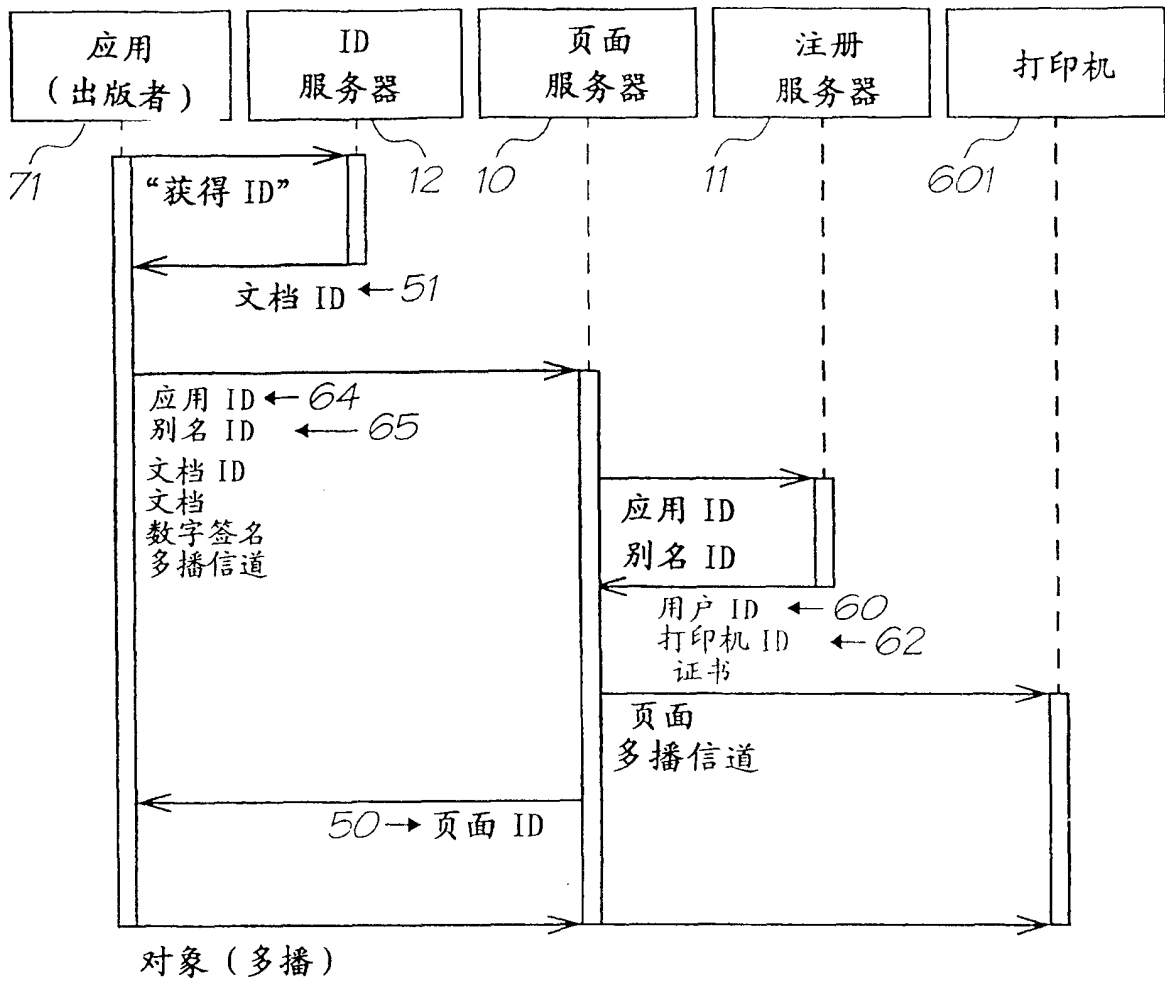 应用
(出版者)
ID
服务器
页面
服务器
注册
服务器
打印机
71
12
10
11
601
“获得 ID”
文档 ID ← 51
应用 ID ← 64
别名 ID ← 65
文档 ID
文档
数字签名
多播信道
应用 ID
别名 ID
用户 ID ← 60
打印机 ID ← 62
证书
页面
多播信道
50 → 页面 ID
对象 (多播)